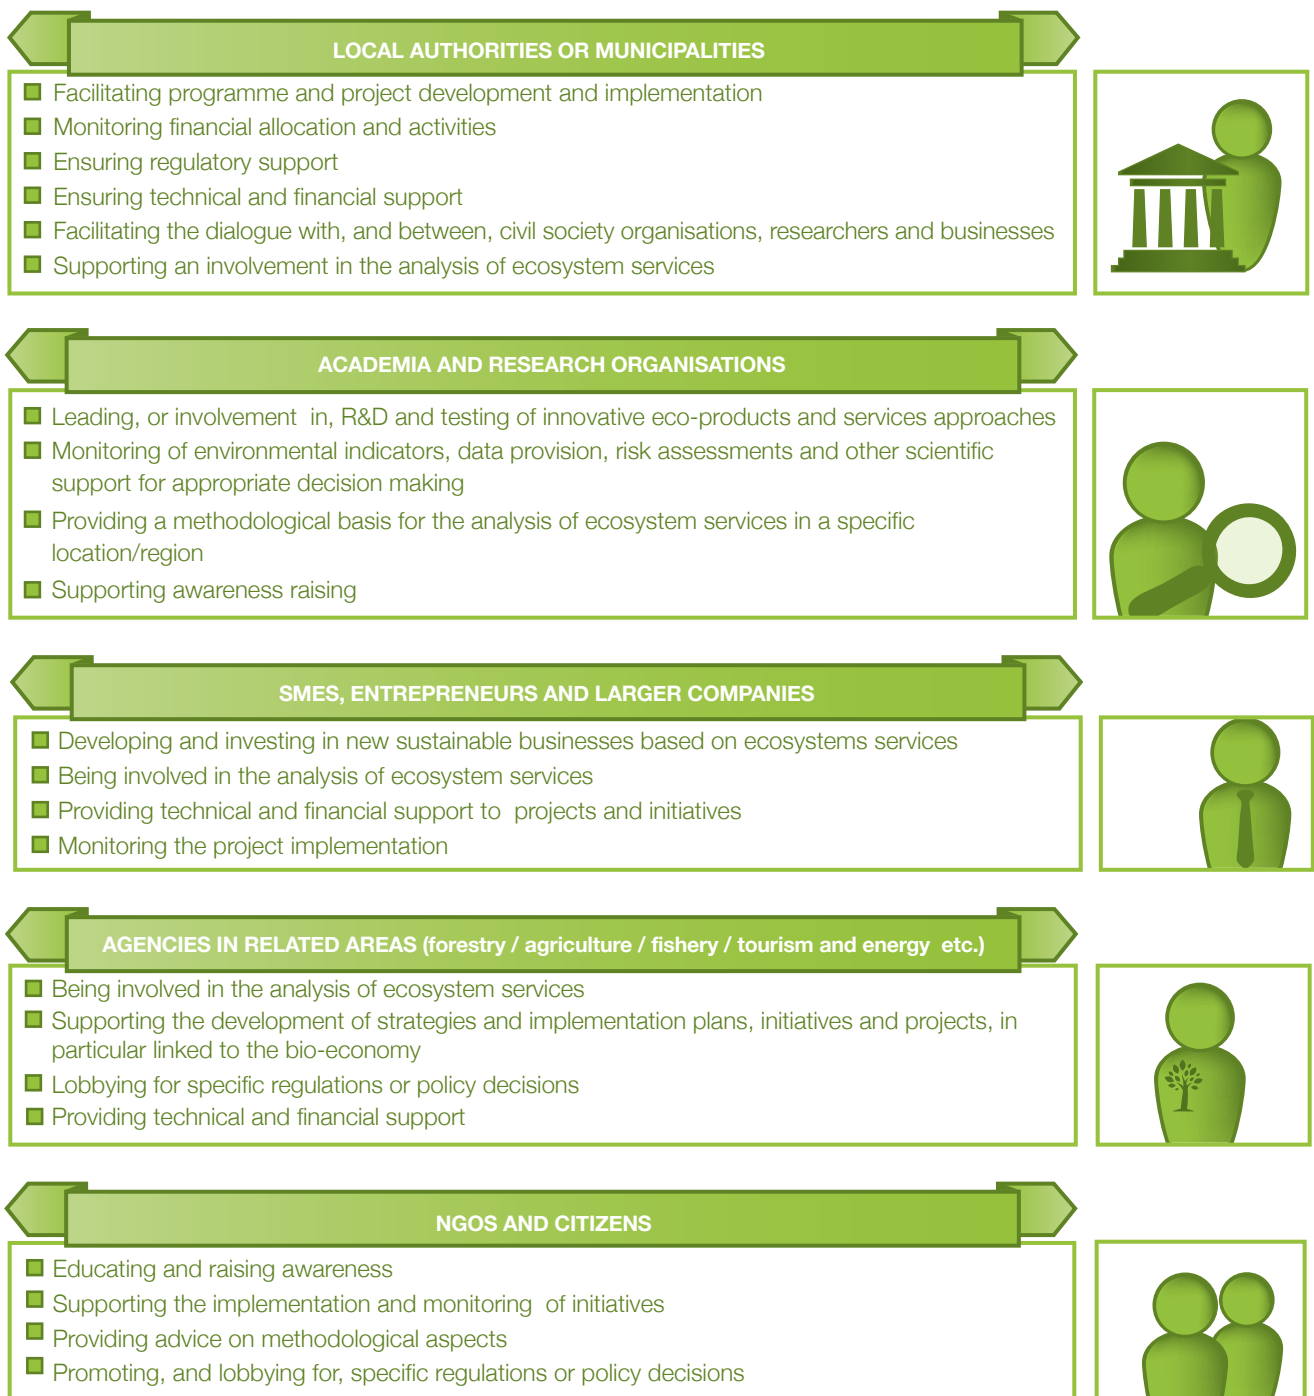 LOCAL AUTHORITIES OR MUNICIPALITIES
Facilitating programme and project development and implementation
Monitoring financial allocation and activities
Ensuring regulatory support
Ensuring technical and financial support
Facilitating the dialogue with, and between, civil society organisations, researchers and businesses
Supporting an involvement in the analysis of ecosystem services
ACADEMIA AND RESEARCH ORGANISATIONS
Leading, or involvement in, R&D and testing of innovative eco-products and services approaches
Monitoring of environmental indicators, data provision, risk assessments and other scientific
support for appropriate decision making
Providing a methodological basis for the analysis of ecosystem services in a specific
location/region
Supporting awareness raising
SMES, ENTREPRENEURS AND LARGER COMPANIES
Developing and investing in new sustainable businesses based on ecosystems services
Being involved in the analysis of ecosystem services
Providing technical and financial support to projects and initiatives
Monitoring the project implementation
AGENCIES IN RELATED AREAS (forestry / agriculture / fishery / tourism and energy etc.)
Being involved in the analysis of ecosystem services
Supporting the development of strategies and implementation plans, initiatives and projects, in
particular linked to the bio-economy
Lobbying for specific regulations or policy decisions
Providing technical and financial support
NGOS AND CITIZENS
Educating and raising awareness
Supporting the implementation and monitoring of initiatives
Providing advice on methodological aspects
Promoting, and lobbying for, specific regulations or policy decisions